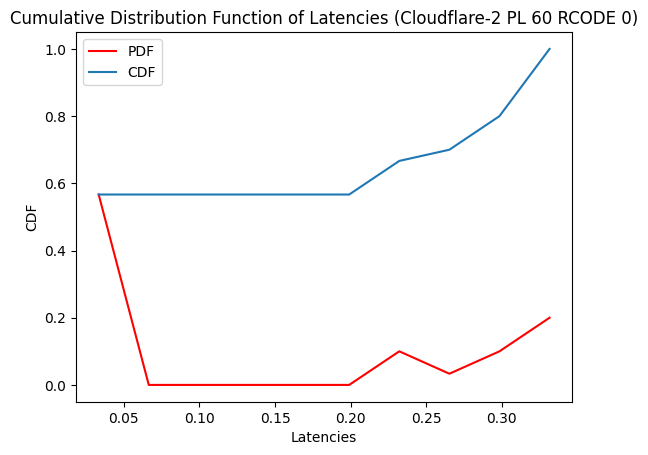 Cumulative Distribution Function of Latencies (Cloudflare-2 PL 60 RCODE 0)
PDF
CDF
CDF
1.0
0.8
0.6
0.4
0.2
0.0
0.05 0.10 0.15 0.20 0.25 0.30
Latencies